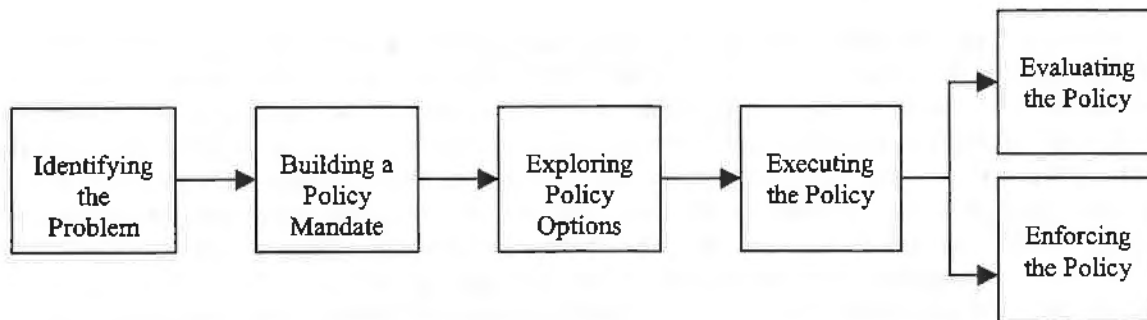 Identifying
the
Problem
Building a
Policy
Mandate
Exploring
Policy
Options
Executing
the Policy
Evaluating
the Policy
Enforcing
the Policy